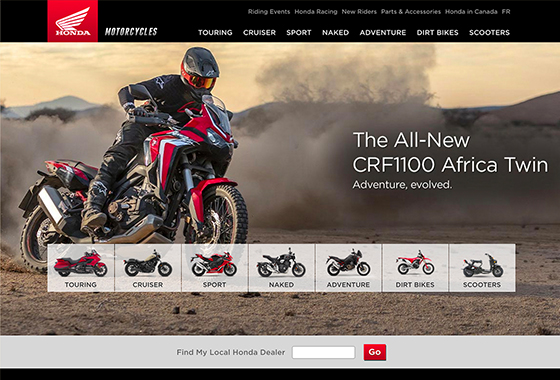 Riding Events Honda Racing New Riders Parts & Accessories Honda in Canada FR
HONDA
MOTORCYCLES
TOURING CRUISER SPORT NAKED ADVENTURE DIRT BIKES SCOOTERS
The All-New
CRF1100 Africa Twin
Adventure, evolved.
TOURING CRUISER SPORT NAKED ADVENTURE DIRT BIKES SCOOTERS
Find My Local Honda Dealer Go